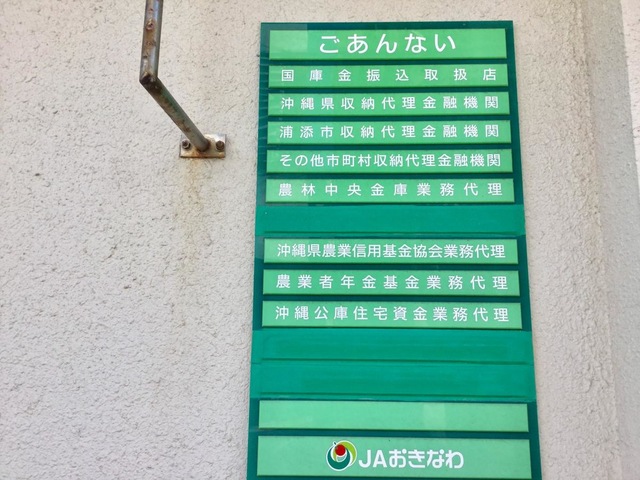 ごあんない
国庫金振込取扱店
沖縄県収納代理金融機関
浦添市収納代理金融機関
その他市町村収納代理金融機関
農林中央金庫業務代理
沖縄県農業信用基金協会業務代理
農業者年金基金業務代理
沖縄公庫住宅資金業務代理
JAおきなわ